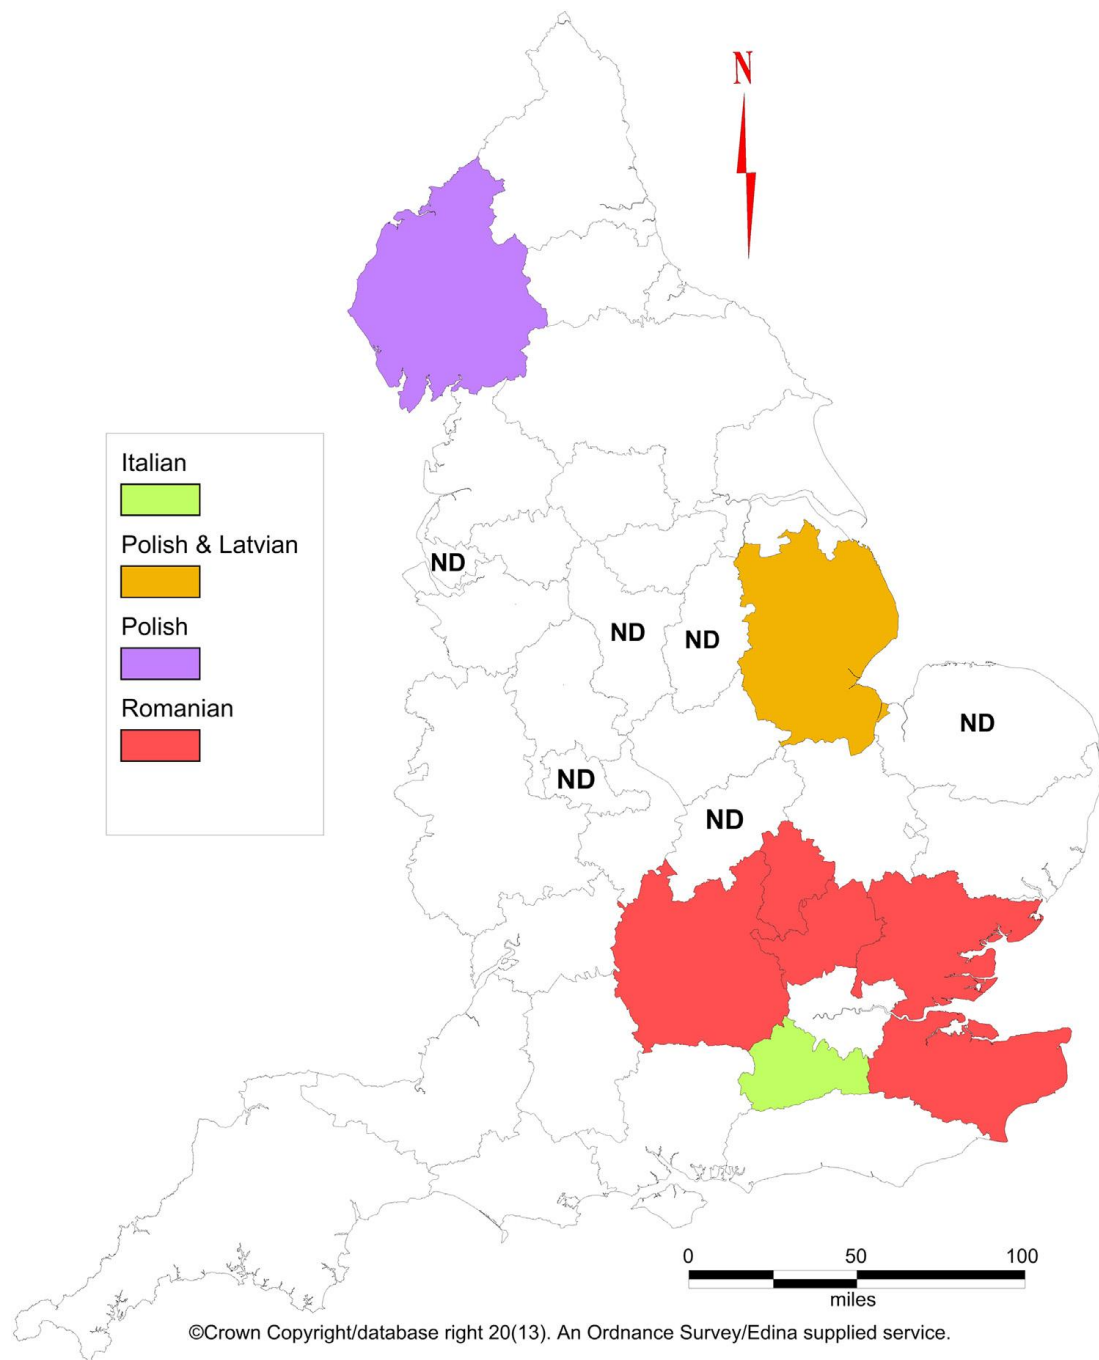 N
Italian
Polish & Latvian
Polish
Romanian
ND
ND
ND
ND
ND
ND
0 50 100
miles
©Crown Copyright/database right 20(13). An Ordnance Survey/Edina supplied service.